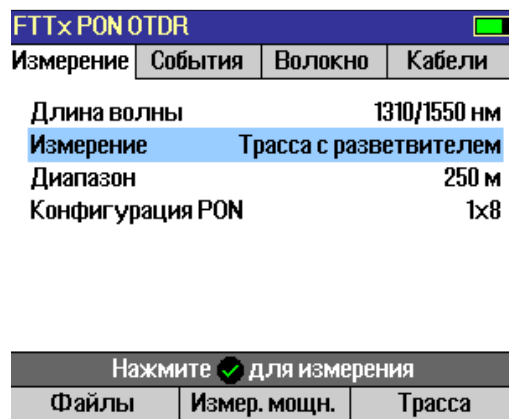 FTTx PON OTDR
Измерение События Волокно Кабели
Длина волны 1310/1550 нм
Измерение Трасса с разветвителем
Диапазон 250 м
Конфигурация PON 1x8
Нажмите для измерения
Файлы Измер. мощн. Трасса